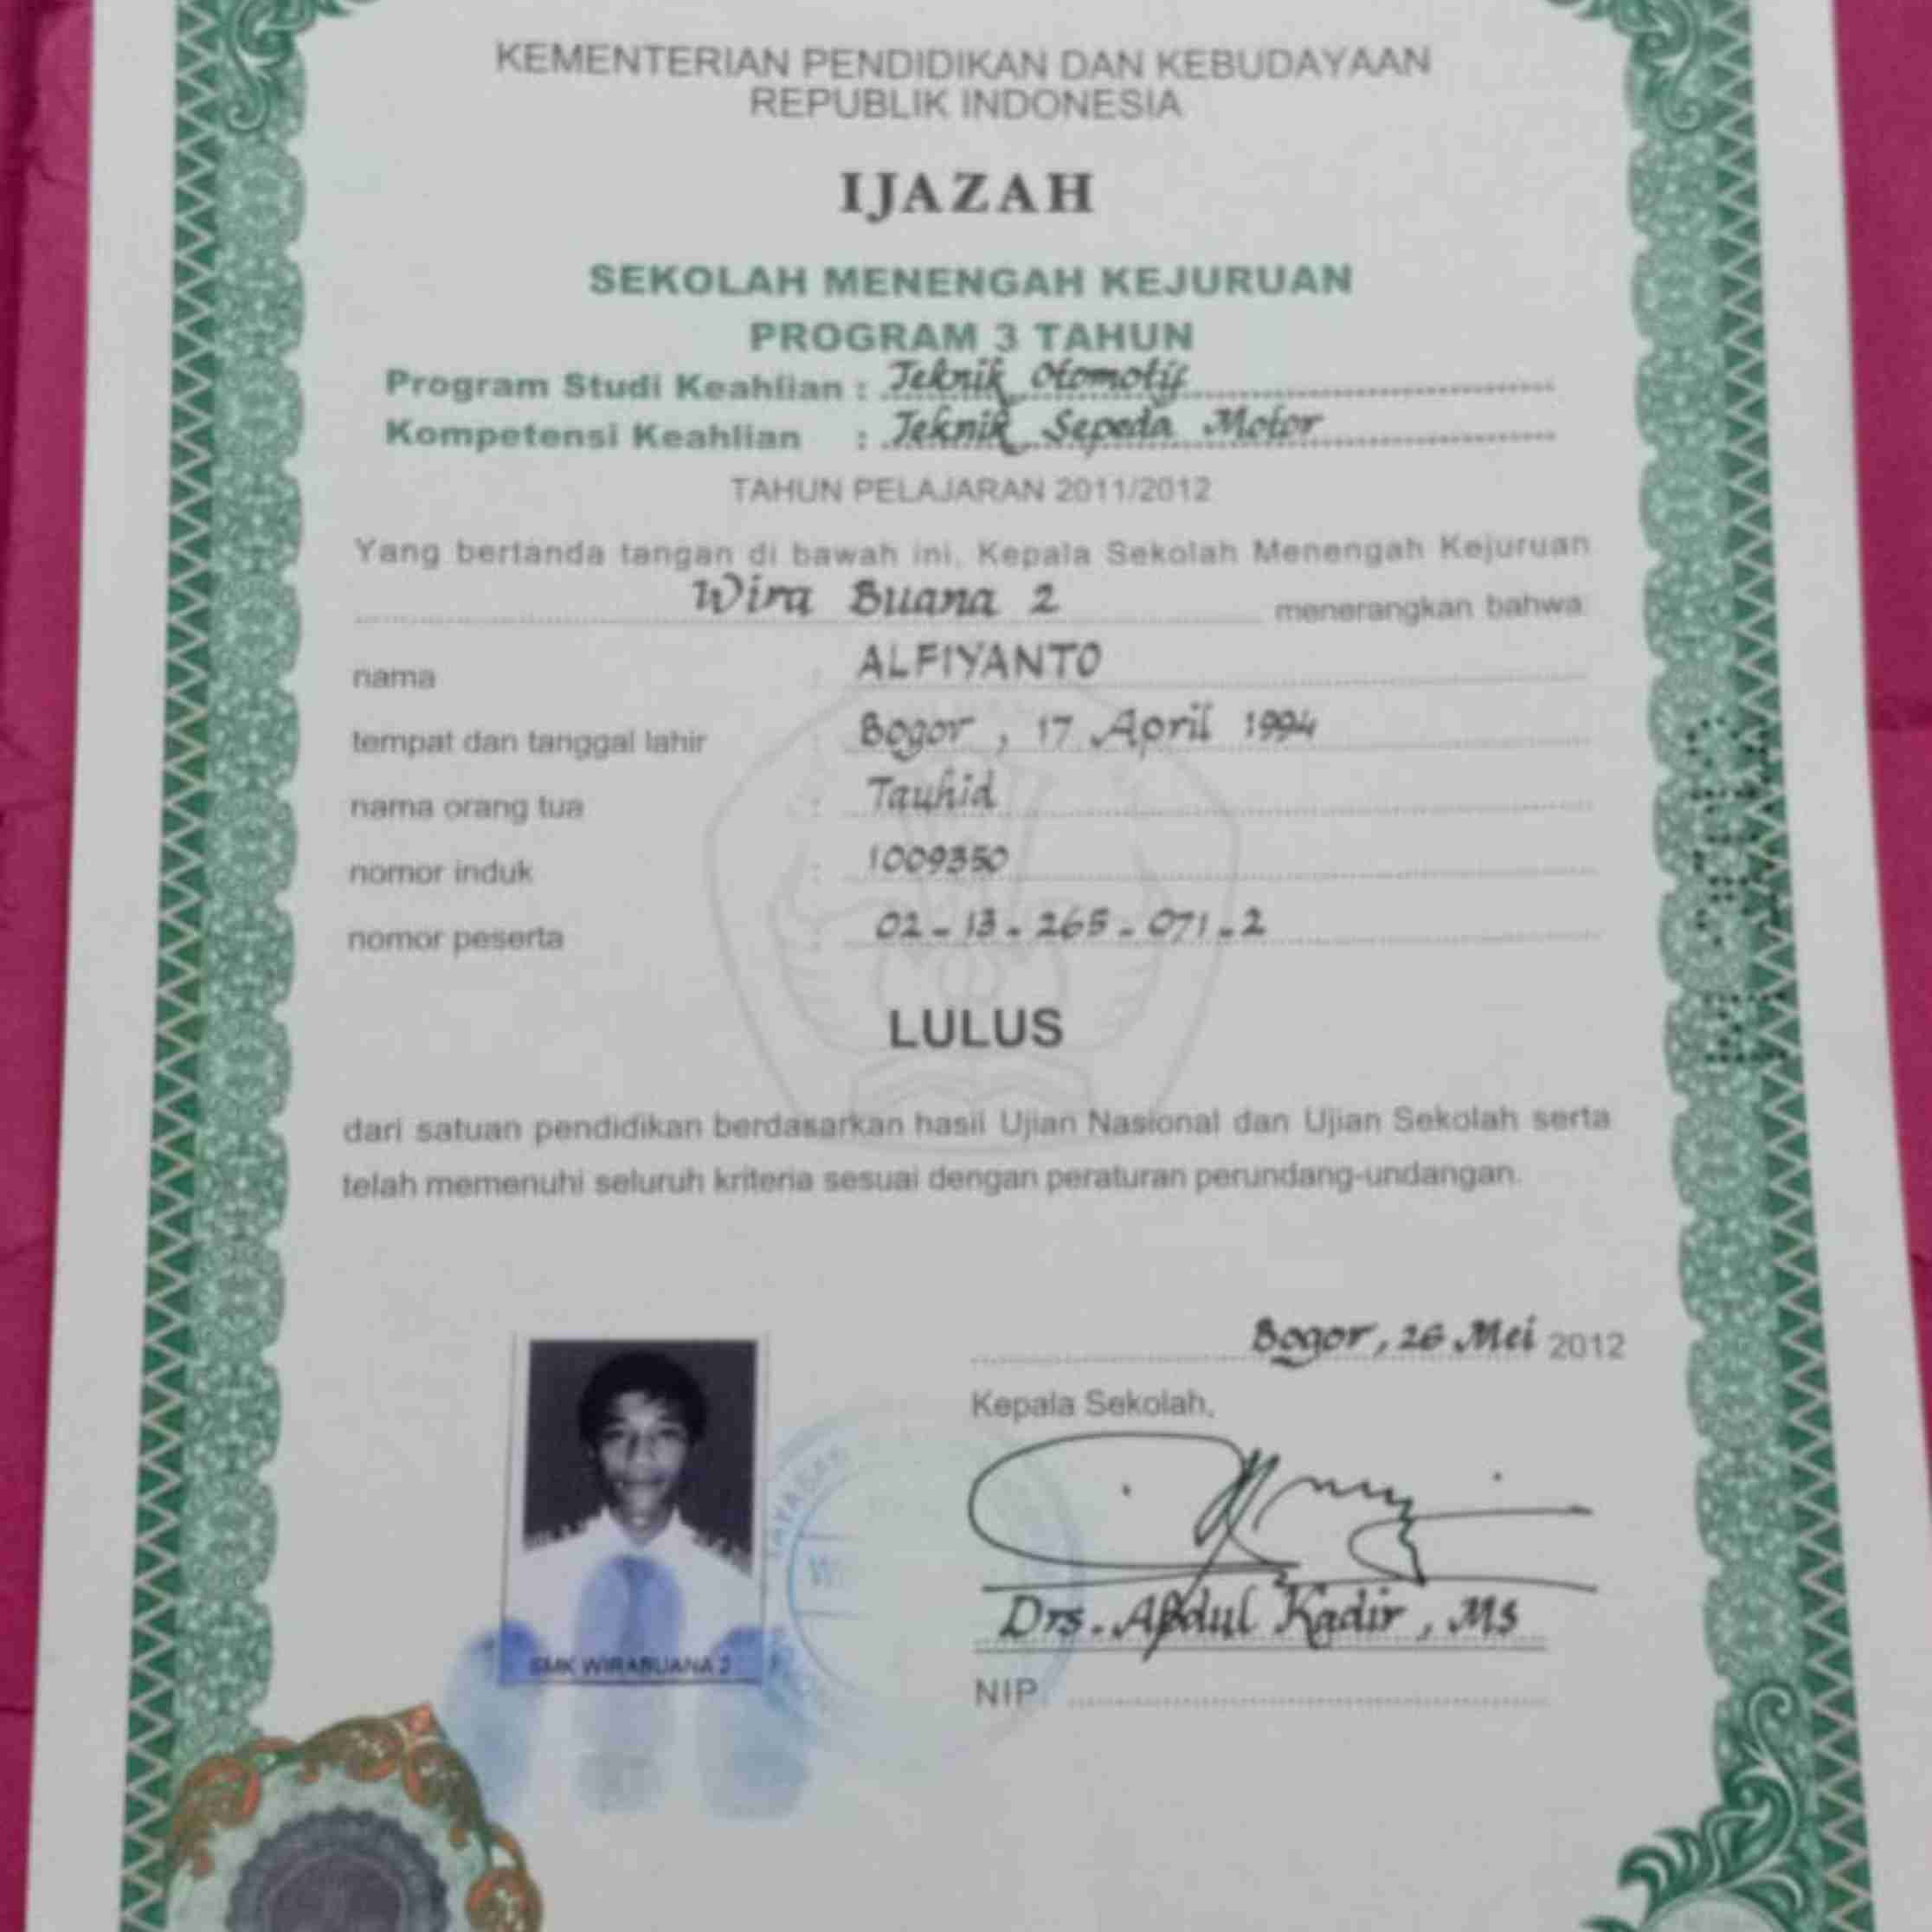 KEMENTERIAN PENDIDIKAN DAN KEBUDAYAAN
REPUBLIK INDONESIA
IJAZAH
SEKOLAH MENENGAH KEJURUAN
PROGRAM 3 TAHUN
Program Studi Keahlian : Teknik Otomotif
Kompetensi Keahlian : Teknik Sepeda Motor
TAHUN PELAJARAN 2011/2012
Yang bertanda tangan di bawah ini, Kepala Sekolah Menengah Kejuruan
Wira Buana 2 menerangkan bahwa
nama : ALFIYANTO
tempat dan tanggal lahir : Bogor, 17 April 1994
nama orang tua : Tauhid
nomor induk : 1009350
nomor peserta : 02-13-265-071-2
LULUS
dari satuan pendidikan berdasarkan hasil Ujian Nasional dan Ujian Sekolah serta
telah memenuhi seluruh kriteria sesuai dengan peraturan perundang-undangan.
Bogor, 26 Mei 2012
Kepala Sekolah,
Drs. Abdul Kadir, MS
NIP.
SMK WIRABUANA 2